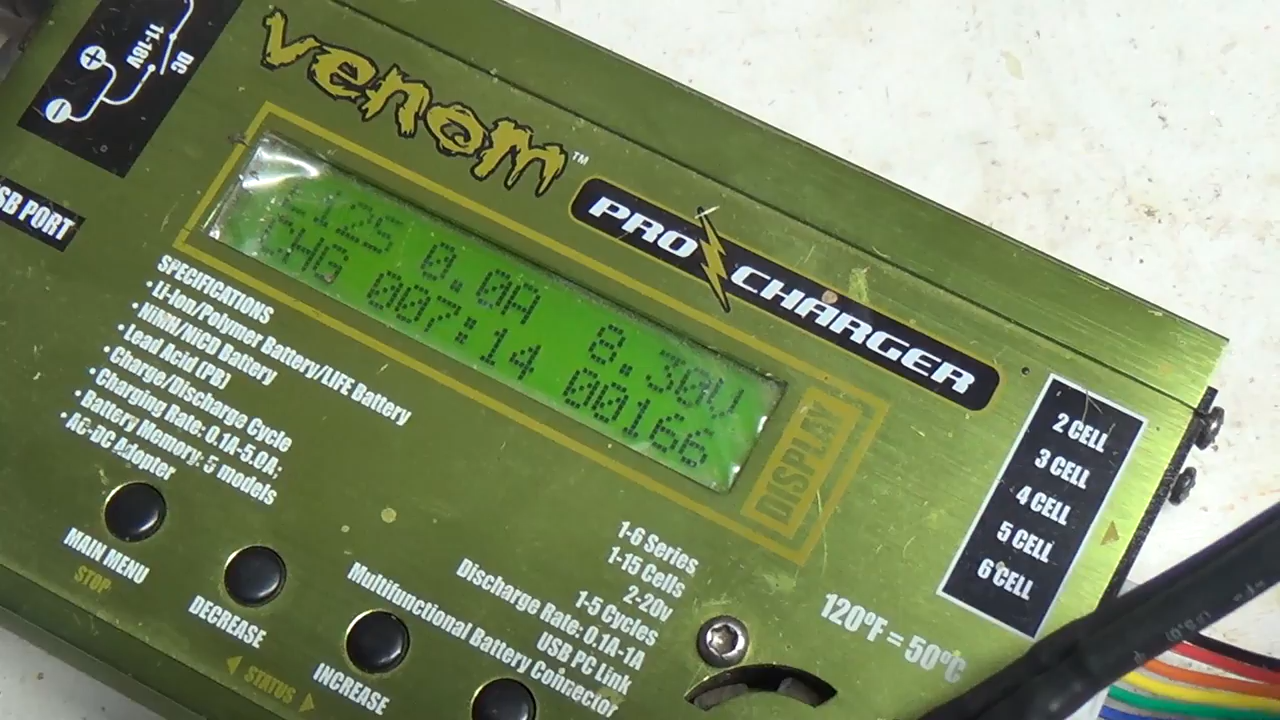 DC
11-18V
venom™
PRO CHARGER
SB PORT
Li2S 0.0A 8.30V
CHG 007:14 00166
DISPLAY
SPECIFICATIONS
• LI-Ion/Polymer Battery/LIFE Battery
• NiMH/NiCD Battery
• Lead Acid (PB)
• Charge/Discharge Cycle
• Charging Rate: 0.1A-5.0A;
• Battery Memory: 5 models
• AC-DC Adopter
2 CELL
3 CELL
4 CELL
5 CELL
6 CELL
1-6 Series
1-15 Cells
2-20v
Discharge Rate: 0.1A-1A
1-5 Cycles
USB PC Link
Multifunctional Battery Connector
120°F = 50°C
MAIN MENU
STOP
DECREASE
STATUS
INCREASE